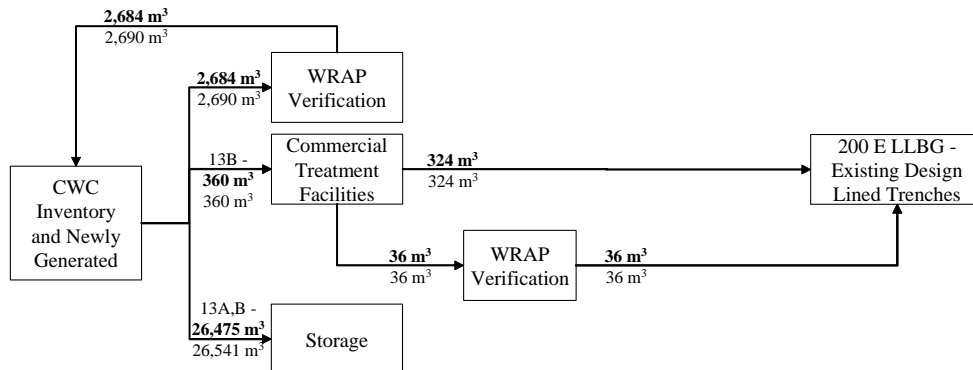 2,684 m³
2,690 m³
2,684 m³
2,690 m³
WRAP
Verification
CWC
Inventory
and Newly
Generated
13B -
360 m³
360 m³
Commercial
Treatment
Facilities
324 m³
324 m³
200 E LLBG -
Existing Design
Lined Trenches
36 m³
36 m³
WRAP
Verification
36 m³
36 m³
13A,B -
26,475 m³
26,541 m³
Storage